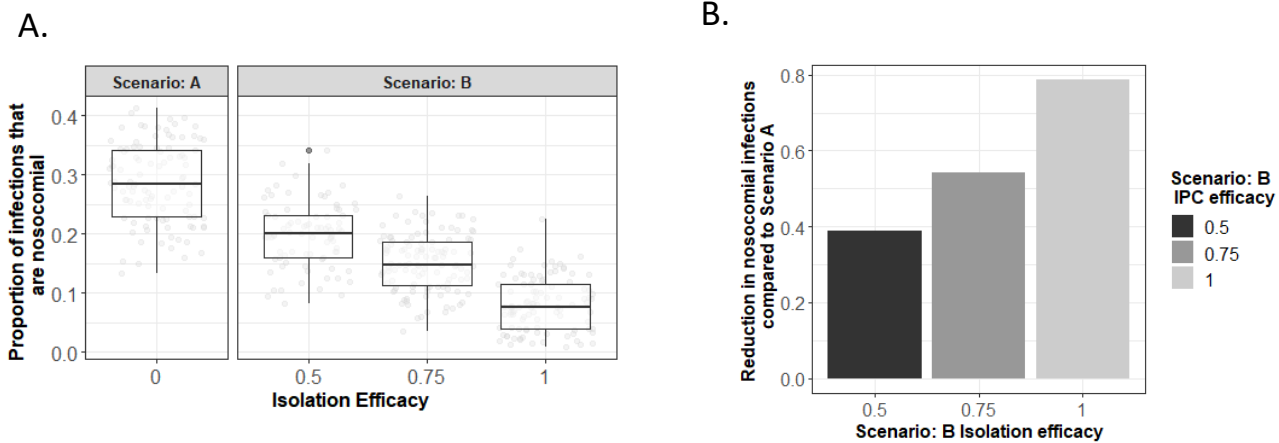 A.
Scenario: A
Scenario: B
Proportion of infections that
are nosocomial
0.4
0.3
0.2
0.1
0.0
0
0.5
0.75
1
Isolation Efficacy
B.
Reduction in nosocomial infections
compared to Scenario A
0.8
0.6
0.4
0.2
0.0
0.5
0.75
1
Scenario: B Isolation efficacy
Scenario: B
IPC efficacy
0.5
0.75
1